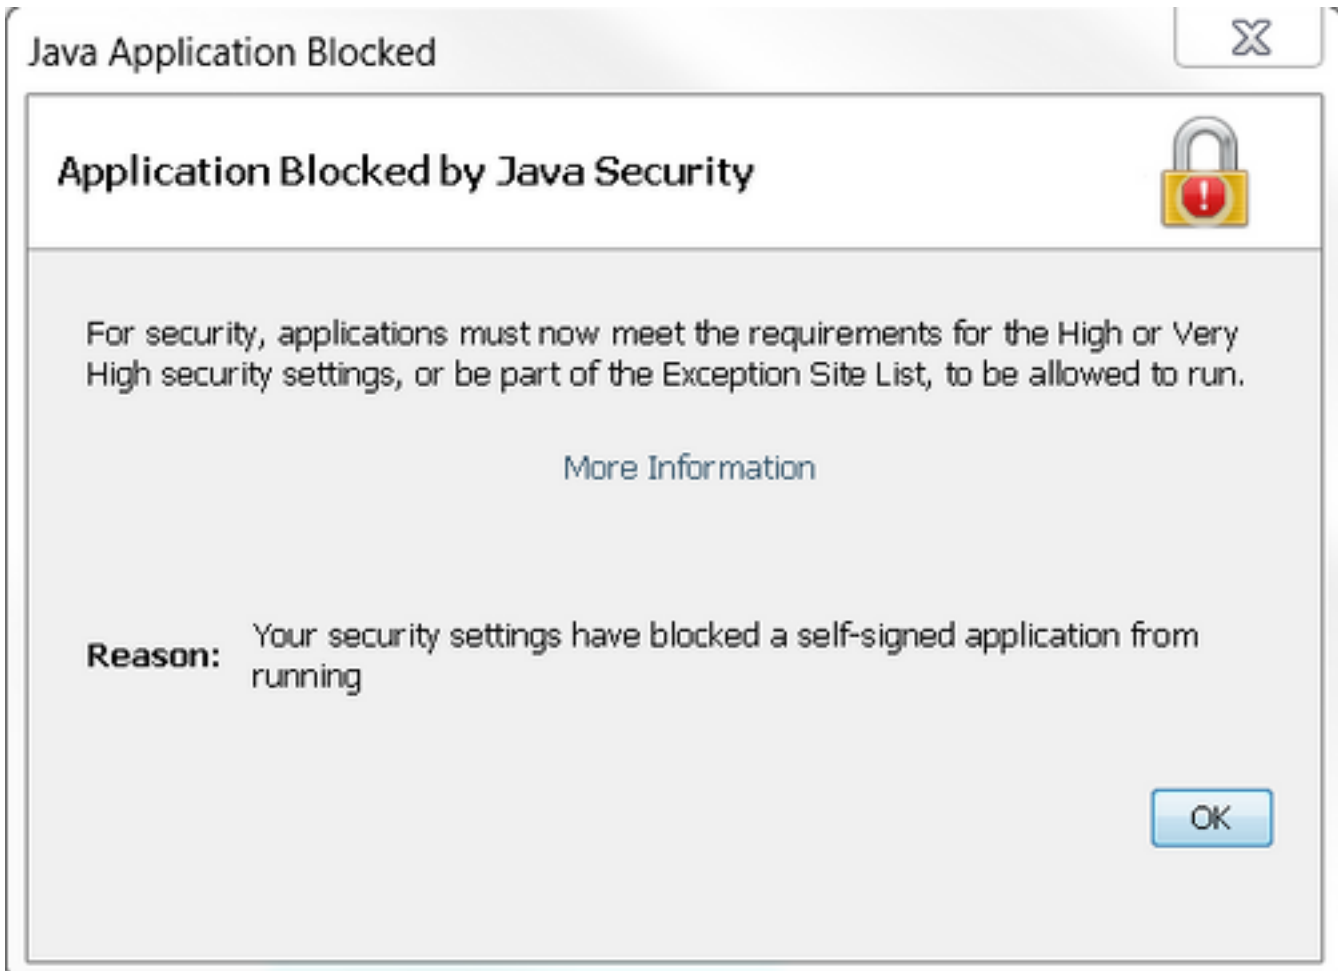 Java Application Blocked
Application Blocked by Java Security
For security, applications must now meet the requirements for the High or Very
High security settings, or be part of the Exception Site List, to be allowed to run.
More Information
Reason:
Your security settings have blocked a self-signed application from
running
OK